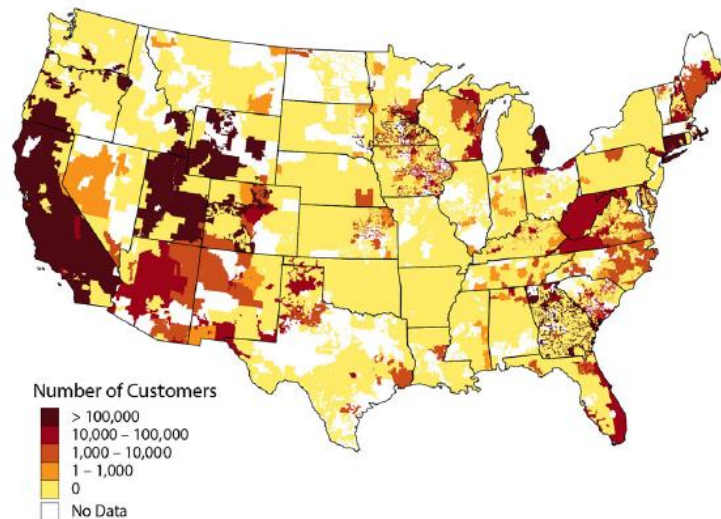 Number of Customers
> 100,000
10,000 – 100,000
1,000 – 10,000
1 – 1,000
0
No Data